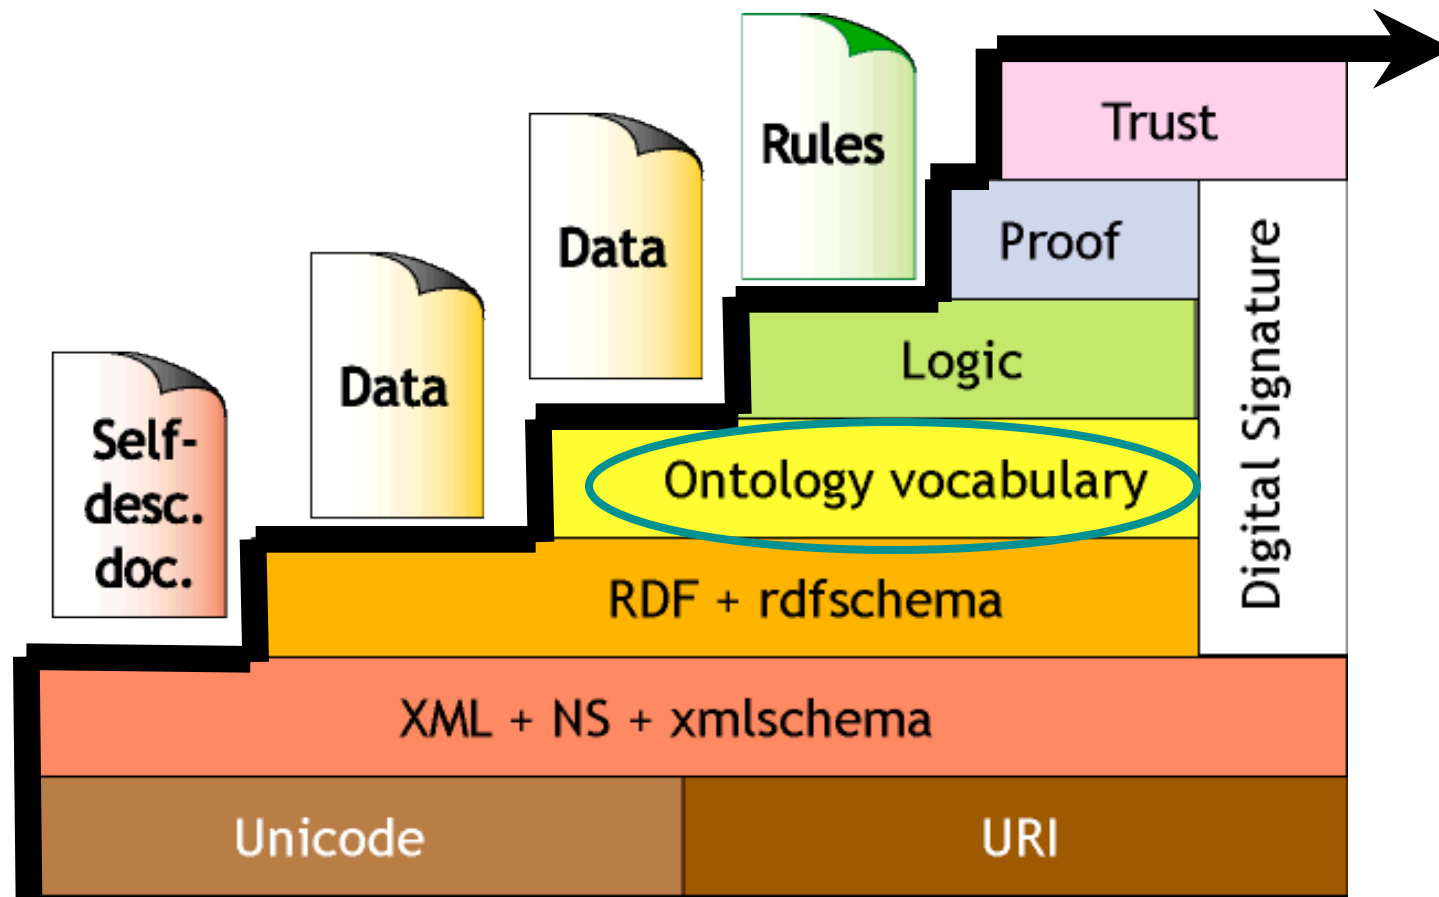 Rules
Trust
Data
Proof
Data
Logic
Self-
desc.
doc.
Ontology vocabulary
Digital Signature
RDF + rdfschema
XML + NS + xmlschema
Unicode
URI